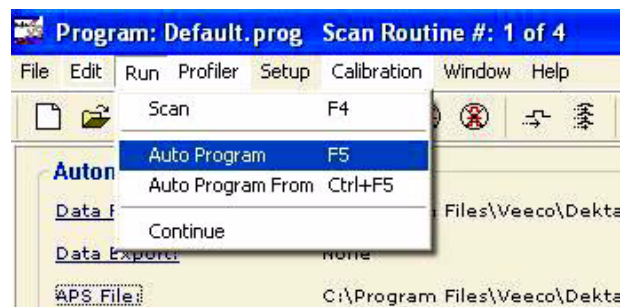 Program: Default.prog Scan Routine #: 1 of 4
File Edit Run Profiler Setup Calibration Window Help
Scan F4
Auto Program F5
Auto Program From Ctrl+F5
Continue
Auton
Data F Files\Veeco\Dekta
Data Export: None
APS File: C:\Program Files\Veeco\Dekta